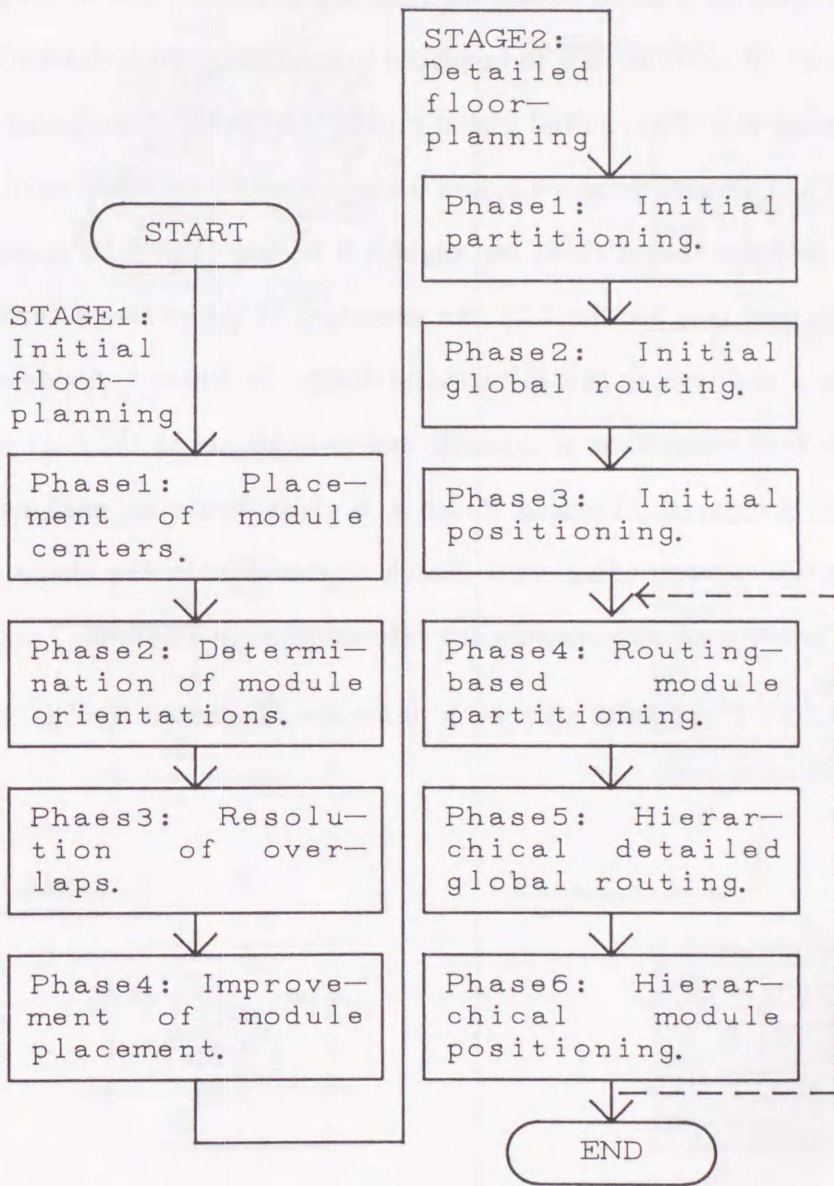 START
STAGE1:
Initial
floor—
planning
Phase1: Place—
ment of module
centers.
Phase2: Determi—
nation of module
orientations.
Phaes3: Resolu—
tion of over—
laps.
Phase4: Improve—
ment of module
placement.
STAGE2:
Detailed
floor—
planning
Phase1: Initial
partitioning.
Phase2: Initial
global routing.
Phase3: Initial
positioning.
Phase4: Routing—
based module
partitioning.
Phase5: Hierar—
chical detailed
global routing.
Phase6: Hierar—
chical module
positioning.
END